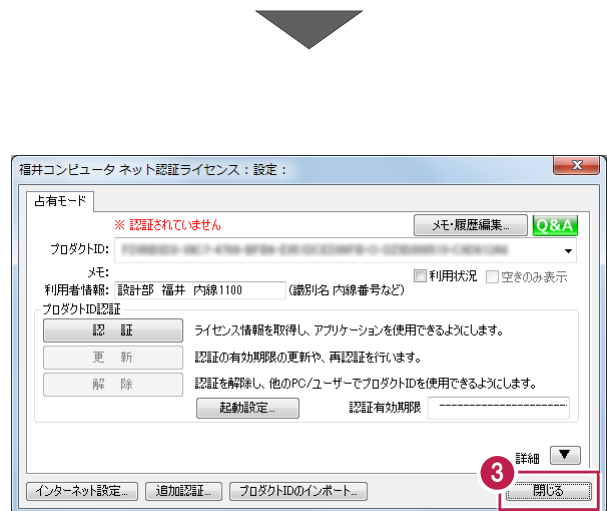 福井コンピュータ ネット認証ライセンス：設定：
占有モード
※ 認証されていません
メモ・履歴編集...
Q&A
プロダクトID:
メモ:
利用状況
空きのみ表示
利用者情報: 設計部 福井 内線1100 (識別名 内線番号など)
プロダクトID認証
認 証
ライセンス情報を取得し、アプリケーションを使用できるようにします。
更 新
認証の有効期限の更新や、再認証を行います。
解 除
認証を解除し、他のPC/ユーザーでプロダクトIDを使用できるようにします。
起動設定...
認証有効期限 ----------------
詳細 ▼
3
インターネット設定... 追加認証... プロダクトIDのインポート... 閉じる